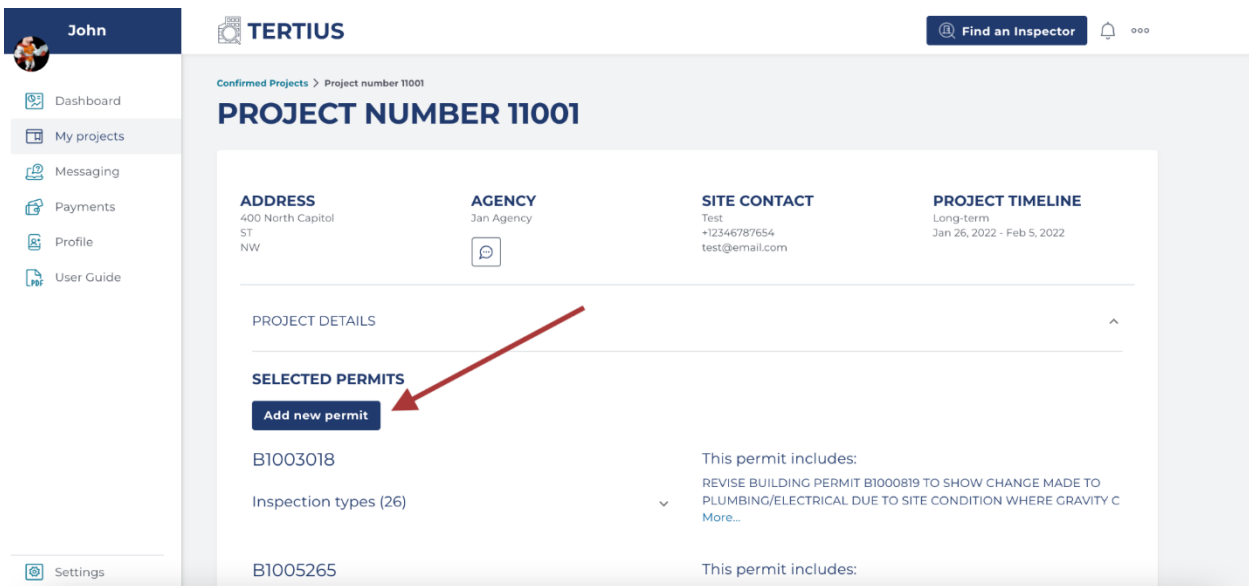 John
TERTIUS
Find an Inspector
Dashboard
My projects
Messaging
Payments
PDF
Profile
User Guide
Settings
Confirmed Projects > Project number 11001
PROJECT NUMBER 11001
ADDRESS
400 North Capitol
ST
NW
AGENCY
Jan Agency
SITE CONTACT
Test
+12346787654
test@email.com
PROJECT TIMELINE
Long-term
Jan 26, 2022 - Feb 5, 2022
PROJECT DETAILS
SELECTED PERMITS
Add new permit
B1003018
Inspection types (26)
This permit includes:
REVISE BUILDING PERMIT B1000819 TO SHOW CHANGE MADE TO
PLUMBING/ELECTRICAL DUE TO SITE CONDITION WHERE GRAVITY C
More...
B1005265
This permit includes: